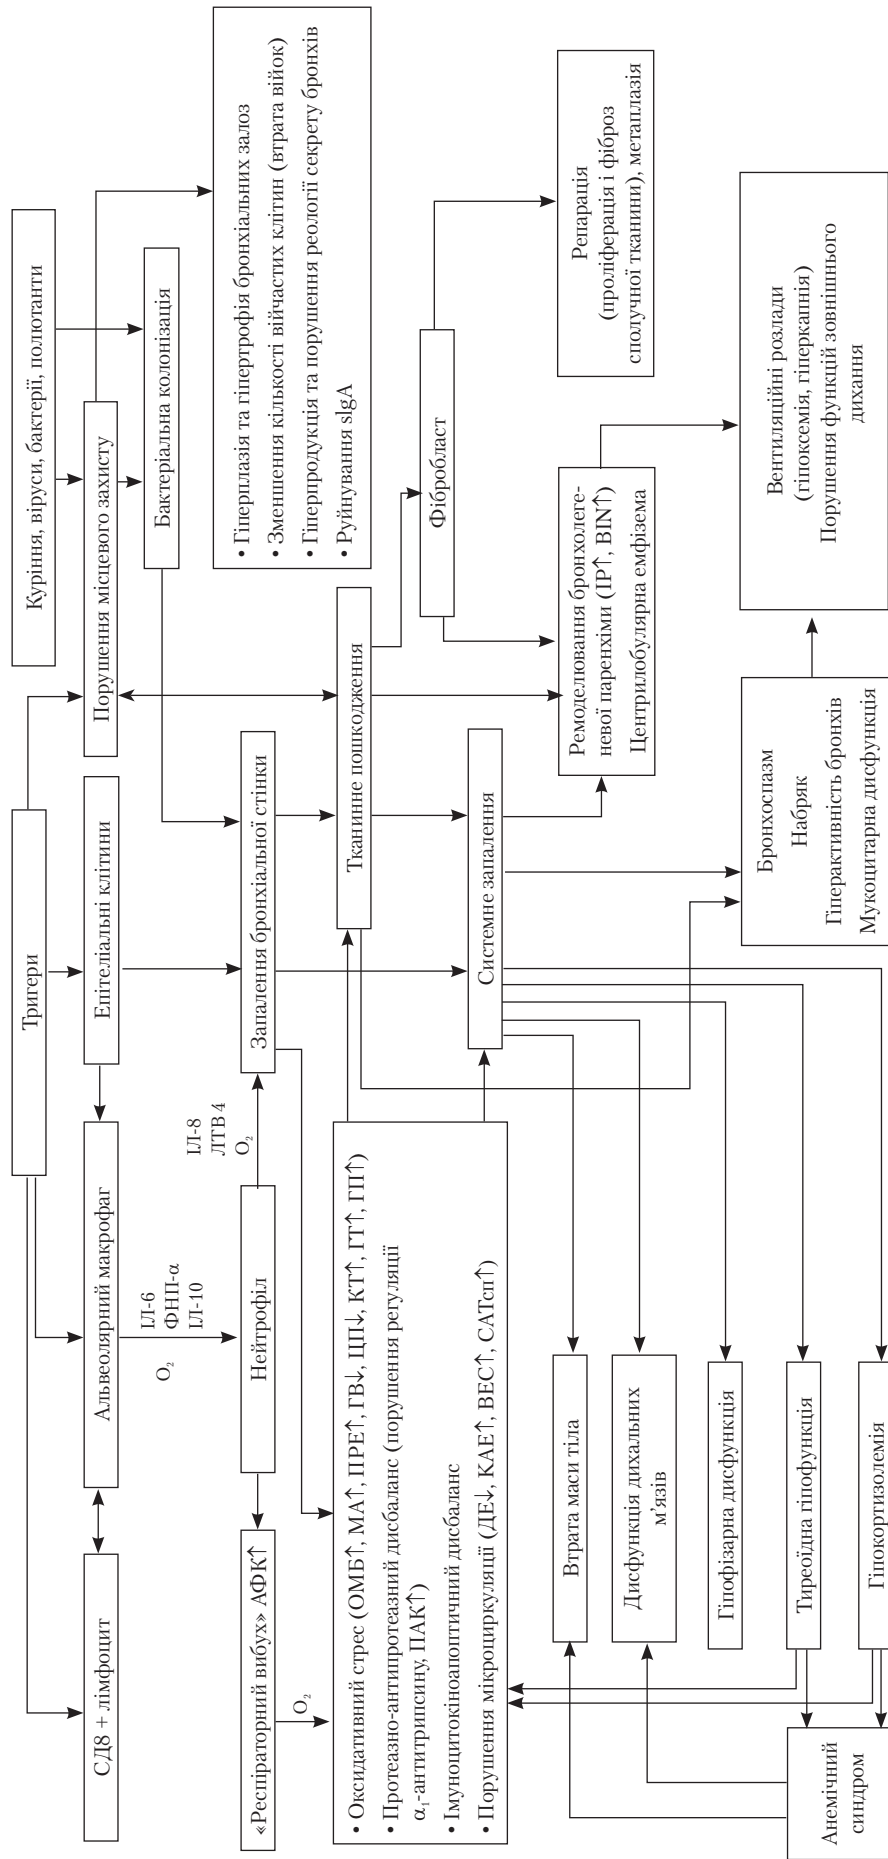 Тригери
Куріння, віруси, бактерії, полютанти
СД8 + лімфоцит
Альвеолярний макрофаг
Епітеліальні клітини
Порушення місцевого захисту
Бактеріальна колонізація
ІЛ-6
ФНП-α
ІЛ-10
O₂
«Респіраторний вибух» АФК↑
Нейтрофіл
ІЛ-8
ЛТВ 4
O₂
Запалення бронхіальної стінки
• Гіперплазія та гіпертрофія бронхіальних залоз
• Зменшення кількості війчастих клітин (втрата війок)
• Гіперпродукція та порушення реології секрету бронхів
• Руйнування sIgA
O₂
• Оксидативний стрес (ОМБ↑, МА↑, ПРЕ↑, ГВ↓, ЦП↓, КТ↑, ГТ↑, ГП↑)
• Протеазно-антипротеазний дисбаланс (порушення регуляції
α₁-антитрипсину, ПАК↑)
• Імуноцитокіноапоптичний дисбаланс
• Порушення мікроциркуляції (ДЕ↓, КАЕ↑, ВЕС↑, САТсп↑)
Тканинне пошкодження
Фібробласт
Системне запалення
Ремоделювання бронхолеге-
невої паренхіми (ІР↑, BIN↑)
Центрилобулярна емфізема
Репарація
(проліферація і фіброз
сполучної тканини), метаплазія
Втрата маси тіла
Дисфункція дихальних
м’язів
Гіпофізарна дисфункція
Тиреоїдна гіпофункція
Гіпокортизолемія
Анемічний
синдром
Бронхоспазм
Набряк
Гіперактивність бронхів
Мукоцитарна дисфункція
Вентиляційні розлади
(гіпоксемія, гіперкапнія)
Порушення функцій зовнішнього
дихання